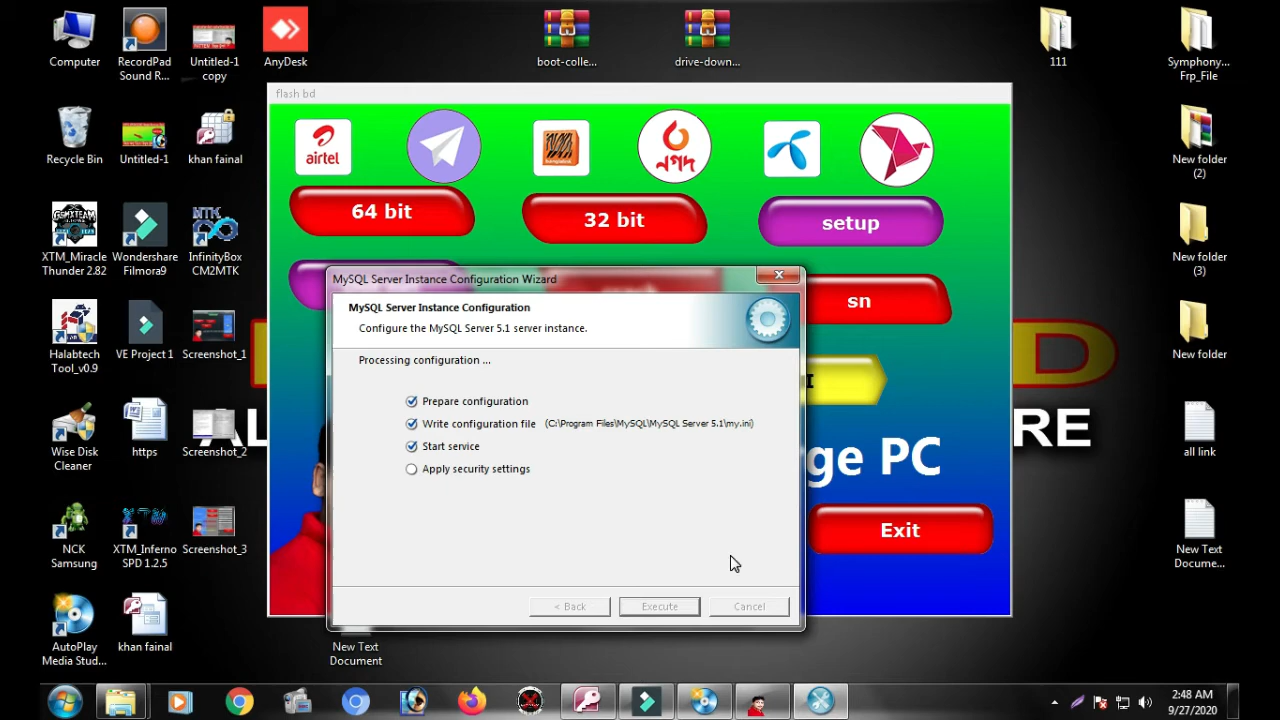 Computer
RecordPad
Sound R...
Untitled-1
copy
AnyDesk
boot-colle...
drive-down...
111
Symphony...
Frp_File
flash bd
Recycle Bin
Untitled-1
khan fainal
airtel
banglalink
নগদ
New folder
(2)
64 bit
32 bit
setup
GSMXTEAM
MTK
XTM_Miracle
Thunder 2.82
Wondershare
Filmora9
InfinityBox
CM2MTK
New folder
(3)
MySQL Server Instance Configuration Wizard
sn
MySQL Server Instance Configuration
Configure the MySQL Server 5.1 server instance.
Halabtech
Tool_v0.9
VE Project 1
Screenshot_1
New folder
D
Processing configuration ...
I
Prepare configuration
Write configuration file (C:\Program Files\MySQL\MySQL Server 5.1\my.ini)
Start service
Apply security settings
AL
RE
ge PC
Wise Disk
Cleaner
https
Screenshot_2
all link
Exit
NCK
Samsung
XTM_Inferno
SPD 1.2.5
Screenshot_3
New Text
Docume...
< Back
Execute
Cancel
AutoPlay
Media Stud...
khan fainal
New Text
Document
2:48 AM
9/27/2020